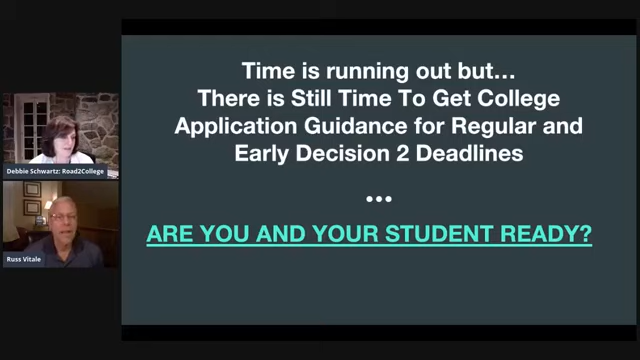 Time is running out but...
There is Still Time To Get College
Application Guidance for Regular and
Early Decision 2 Deadlines
...
ARE YOU AND YOUR STUDENT READY?
Debbie Schwartz: Road2College
Russ Vitale